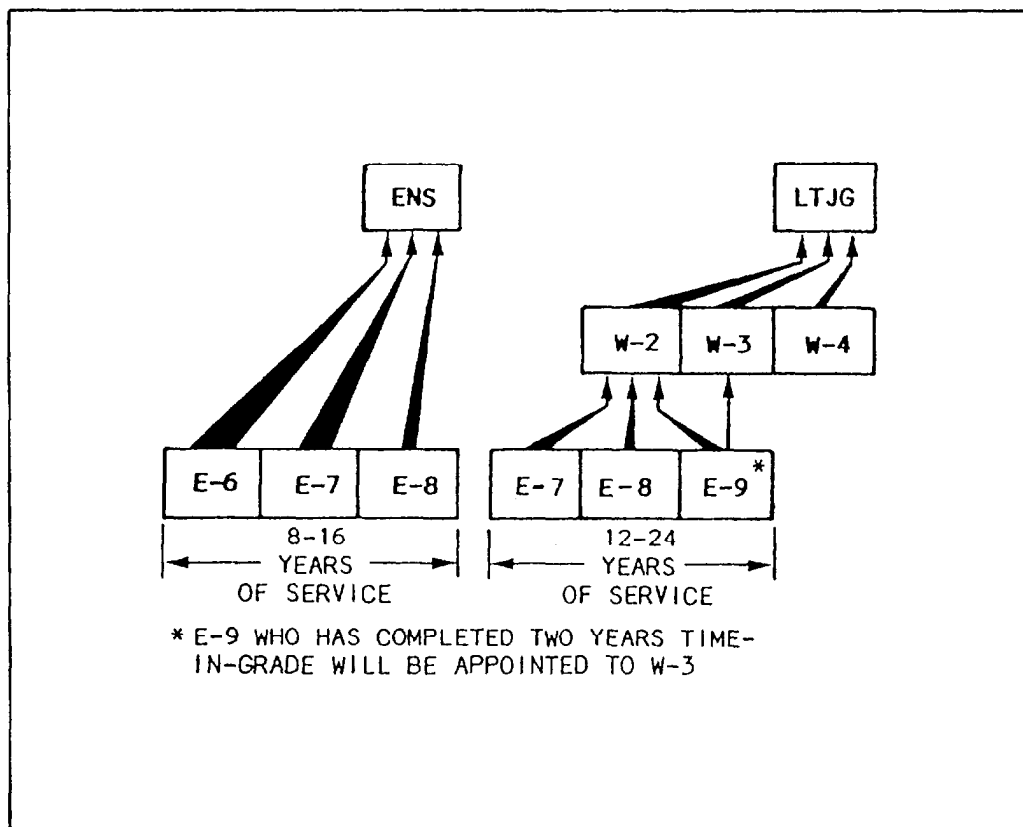 ENS
LTJG
W-2 W-3 W-4
E-6 E-7 E-8
E-7 E-8 E-9 *
8-16
YEARS
OF SERVICE
12-24
YEARS
OF SERVICE
* E-9 WHO HAS COMPLETED TWO YEARS TIME-
IN-GRADE WILL BE APPOINTED TO W-3